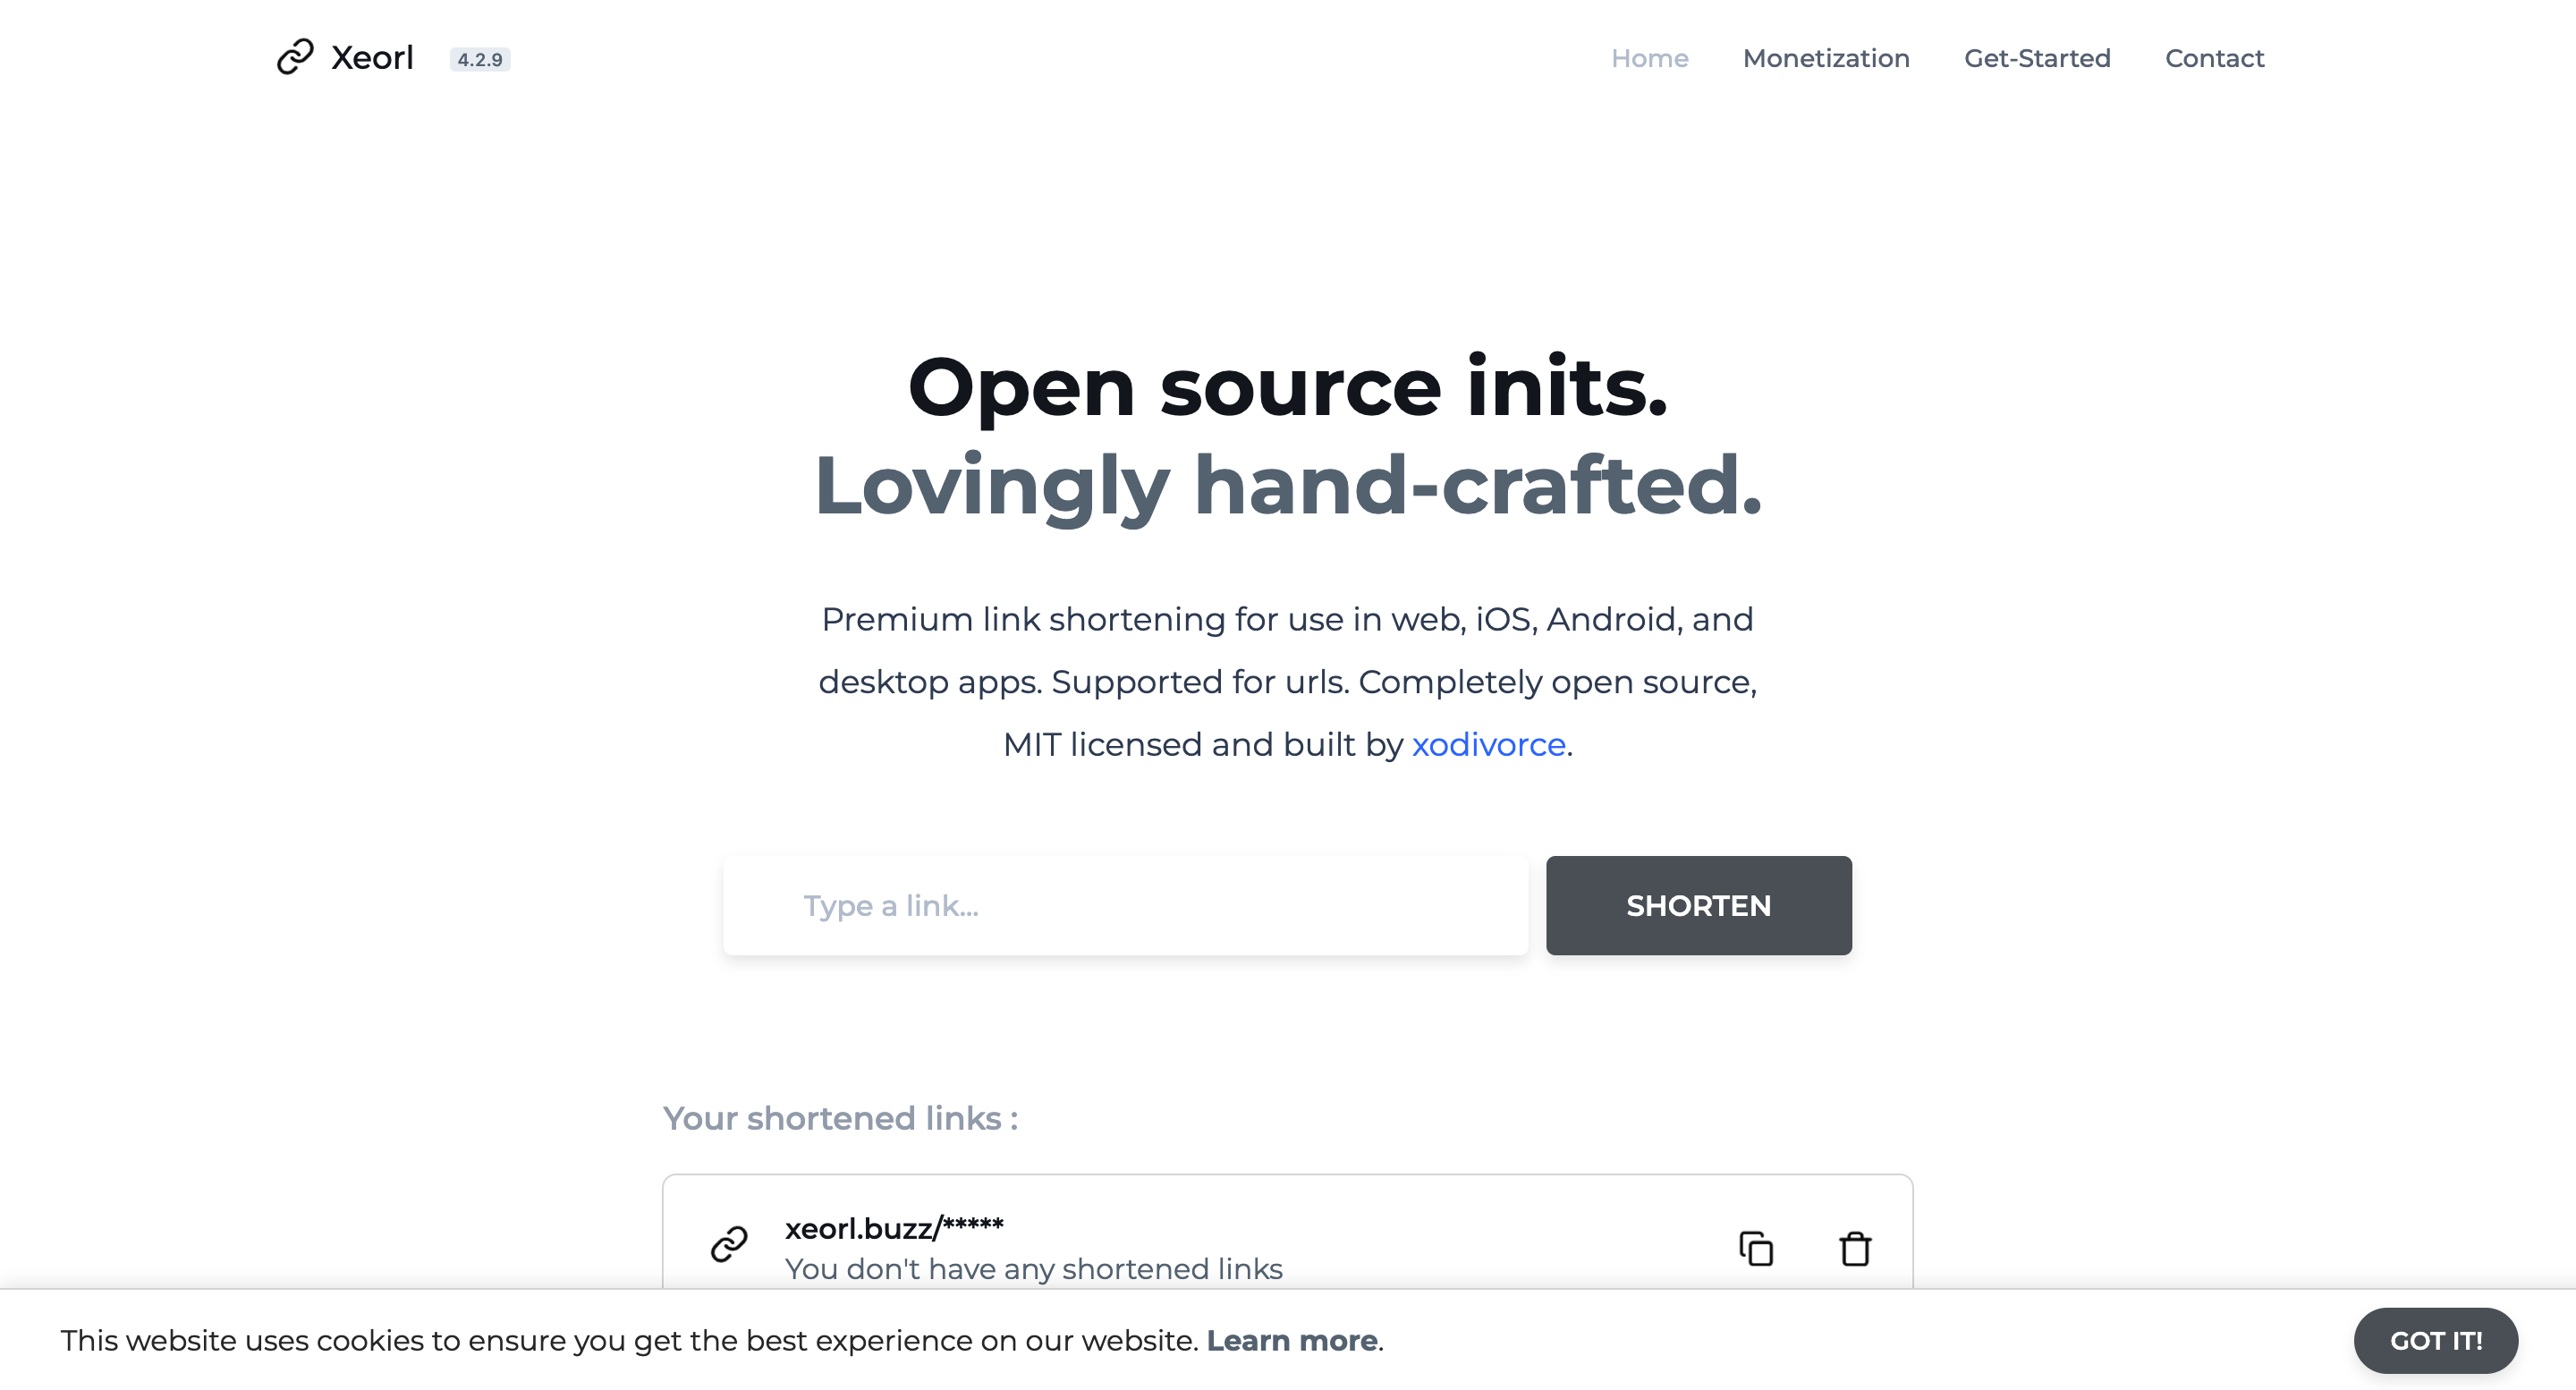 Xeorl 4.2.9 Home Monetization Get-Started Contact
Open source inits.
Lovingly hand-crafted.
Premium link shortening for use in web, iOS, Android, and
desktop apps. Supported for urls. Completely open source,
MIT licensed and built by xodivorce.
Type a link... SHORTEN
Your shortened links :
xeorl.buzz/*****
You don't have any shortened links
This website uses cookies to ensure you get the best experience on our website. Learn more. GOT IT!